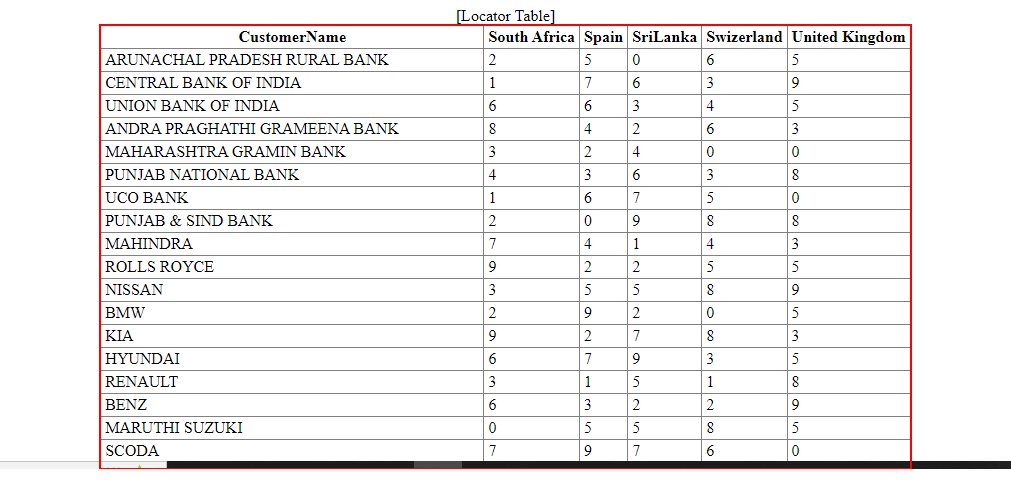 [Locator Table]
CustomerName South Africa Spain SriLanka Swizerland United Kingdom
ARUNACHAL PRADESH RURAL BANK 2 5 0 6 5
CENTRAL BANK OF INDIA 1 7 6 3 9
UNION BANK OF INDIA 6 6 3 4 5
ANDRA PRAGHATHI GRAMEENA BANK 8 4 2 6 3
MAHARASHTRA GRAMIN BANK 3 2 4 0 0
PUNJAB NATIONAL BANK 4 3 6 3 8
UCO BANK 1 6 7 5 0
PUNJAB & SIND BANK 2 0 9 8 8
MAHINDRA 7 4 1 4 3
ROLLS ROYCE 9 2 2 5 5
NISSAN 3 5 5 8 9
BMW 2 9 2 0 5
KIA 9 2 7 8 3
HYUNDAI 6 7 9 3 5
RENAULT 3 1 5 1 8
BENZ 6 3 2 2 9
MARUTHI SUZUKI 0 5 5 8 5
SCODA 7 9 7 6 0